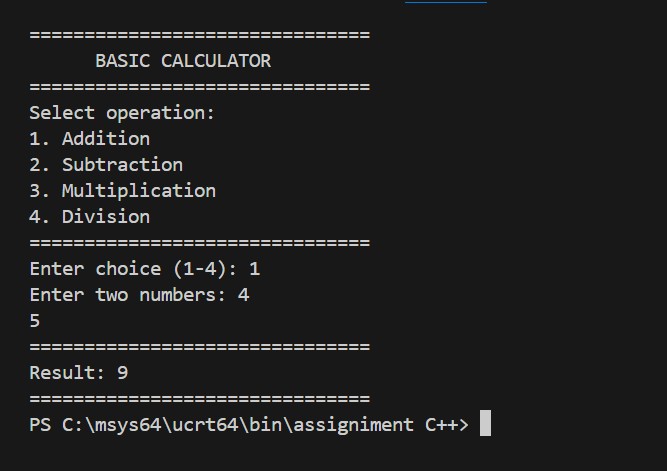 ===============================
      BASIC CALCULATOR
===============================
Select operation:
1. Addition
2. Subtraction
3. Multiplication
4. Division
===============================
Enter choice (1-4): 1
Enter two numbers: 4
5
===============================
Result: 9
===============================
PS C:\msys64\ucrt64\bin\assigniment C++>